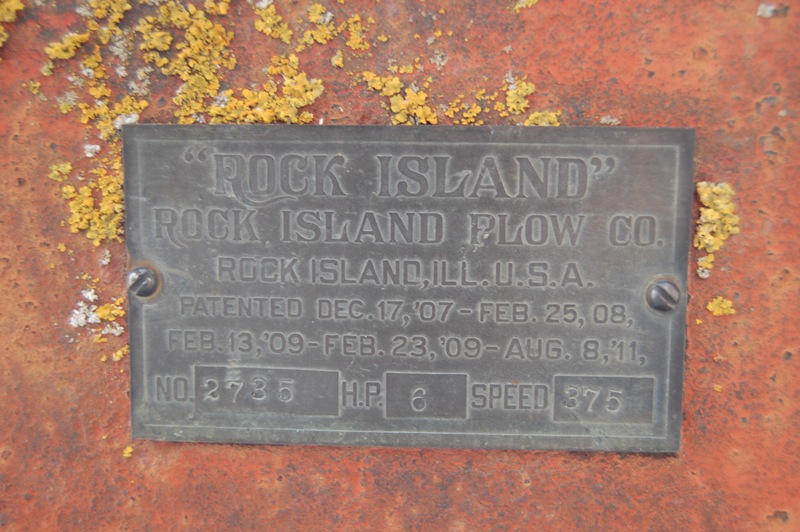 "ROCK ISLAND"
ROCK ISLAND PLOW CO.
ROCK ISLAND, ILL. U.S.A.
PATENTED DEC. 17, '07 - FEB. 25, 08,
FEB. 13, '09 - FEB. 23, '09 - AUG. 8, '11,
NO. 2735 H.P. 6 SPEED 375